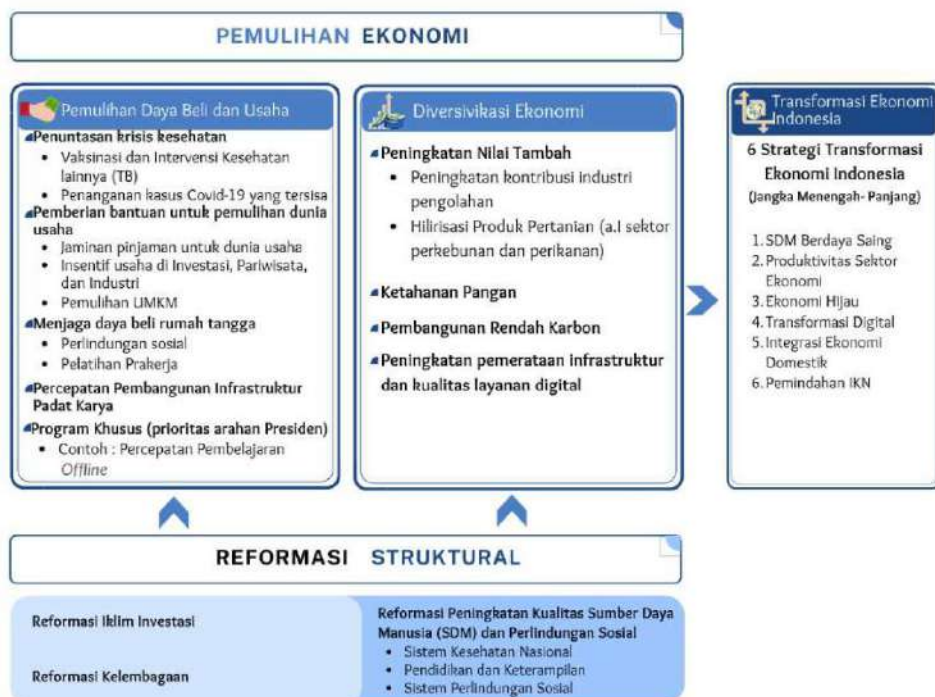 PEMULIHAN EKONOMI
Pemulihan Daya Beli dan Usaha
Penuntasan krisis kesehatan
• Vaksinasi dan Intervensi Kesehatan
lainnya (TB)
• Penanganan kasus Covid-19 yang tersisa
Pemberian bantuan untuk pemulihan dunia
usaha
• Jaminan pinjaman untuk dunia usaha
• Insentif usaha di Investasi, Pariwisata,
dan Industri
• Pemulihan UMKM
Menjaga daya beli rumah tangga
• Perlindungan sosial
• Pelatihan Prakerja
Percepatan Pembangunan Infrastruktur
Padat Karya
Program Khusus (prioritas arahan Presiden)
• Contoh : Percepatan Pembelajaran
Offline
Diversivikasi Ekonomi
Peningkatan Nilai Tambah
• Peningkatan kontribusi industri
pengolahan
• Hilirisasi Produk Pertanian (a.l sektor
perkebunan dan perikanan)
Ketahanan Pangan
Pembangunan Rendah Karbon
Peningkatan pemerataan infrastruktur
dan kualitas layanan digital
Transformasi Ekonomi
Indonesia
6 Strategi Transformasi
Ekonomi Indonesia
(Jangka Menengah- Panjang)
1. SDM Berdaya Saing
2. Produktivitas Sektor
Ekonomi
3. Ekonomi Hijau
4. Transformasi Digital
5. Integrasi Ekonomi
Domestik
6. Pemindahan IKN
REFORMASI STRUKTURAL
Reformasi Iklim Investasi
Reformasi Kelembagaan
Reformasi Peningkatan Kualitas Sumber Daya
Manusia (SDM) dan Perlindungan Sosial
• Sistem Kesehatan Nasional
• Pendidikan dan Keterampilan
• Sistem Perlindungan Sosial